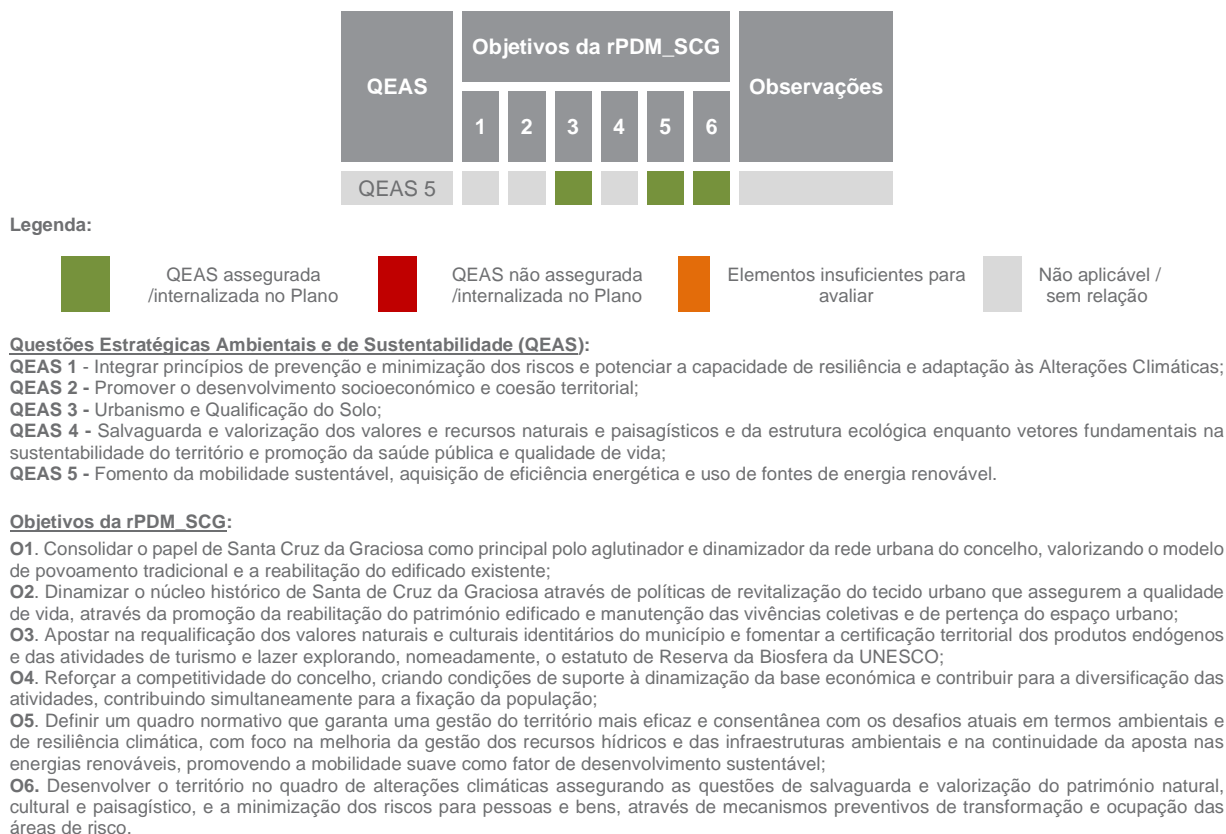 QEAS
Objetivos da rPDM_SCG
Observações
1 2 3 4 5 6
QEAS 5
Legenda:
QEAS assegurada
/internalizada no Plano
QEAS não assegurada
/internalizada no Plano
Elementos insuficientes para
avaliar
Não aplicável /
sem relação
Questões Estratégicas Ambientais e de Sustentabilidade (QEAS):
QEAS 1 - Integrar princípios de prevenção e minimização dos riscos e potenciar a capacidade de resiliência e adaptação às Alterações Climáticas;
QEAS 2 - Promover o desenvolvimento socioeconómico e coesão territorial;
QEAS 3 - Urbanismo e Qualificação do Solo;
QEAS 4 - Salvaguarda e valorização dos valores e recursos naturais e paisagísticos e da estrutura ecológica enquanto vetores fundamentais na
sustentabilidade do território e promoção da saúde pública e qualidade de vida;
QEAS 5 - Fomento da mobilidade sustentável, aquisição de eficiência energética e uso de fontes de energia renovável.
Objetivos da rPDM_SCG:
O1. Consolidar o papel de Santa Cruz da Graciosa como principal polo aglutinador e dinamizador da rede urbana do concelho, valorizando o modelo
de povoamento tradicional e a reabilitação do edificado existente;
O2. Dinamizar o núcleo histórico de Santa de Cruz da Graciosa através de políticas de revitalização do tecido urbano que assegurem a qualidade
de vida, através da promoção da reabilitação do património edificado e manutenção das vivências coletivas e de pertença do espaço urbano;
O3. Apostar na requalificação dos valores naturais e culturais identitários do município e fomentar a certificação territorial dos produtos endógenos
e das atividades de turismo e lazer explorando, nomeadamente, o estatuto de Reserva da Biosfera da UNESCO;
O4. Reforçar a competitividade do concelho, criando condições de suporte à dinamização da base económica e contribuir para a diversificação das
atividades, contribuindo simultaneamente para a fixação da população;
O5. Definir um quadro normativo que garanta uma gestão do território mais eficaz e consentânea com os desafios atuais em termos ambientais e
de resiliência climática, com foco na melhoria da gestão dos recursos hídricos e das infraestruturas ambientais e na continuidade da aposta nas
energias renováveis, promovendo a mobilidade suave como fator de desenvolvimento sustentável;
O6. Desenvolver o território no quadro de alterações climáticas assegurando as questões de salvaguarda e valorização do património natural,
cultural e paisagístico, e a minimização dos riscos para pessoas e bens, através de mecanismos preventivos de transformação e ocupação das
áreas de risco.